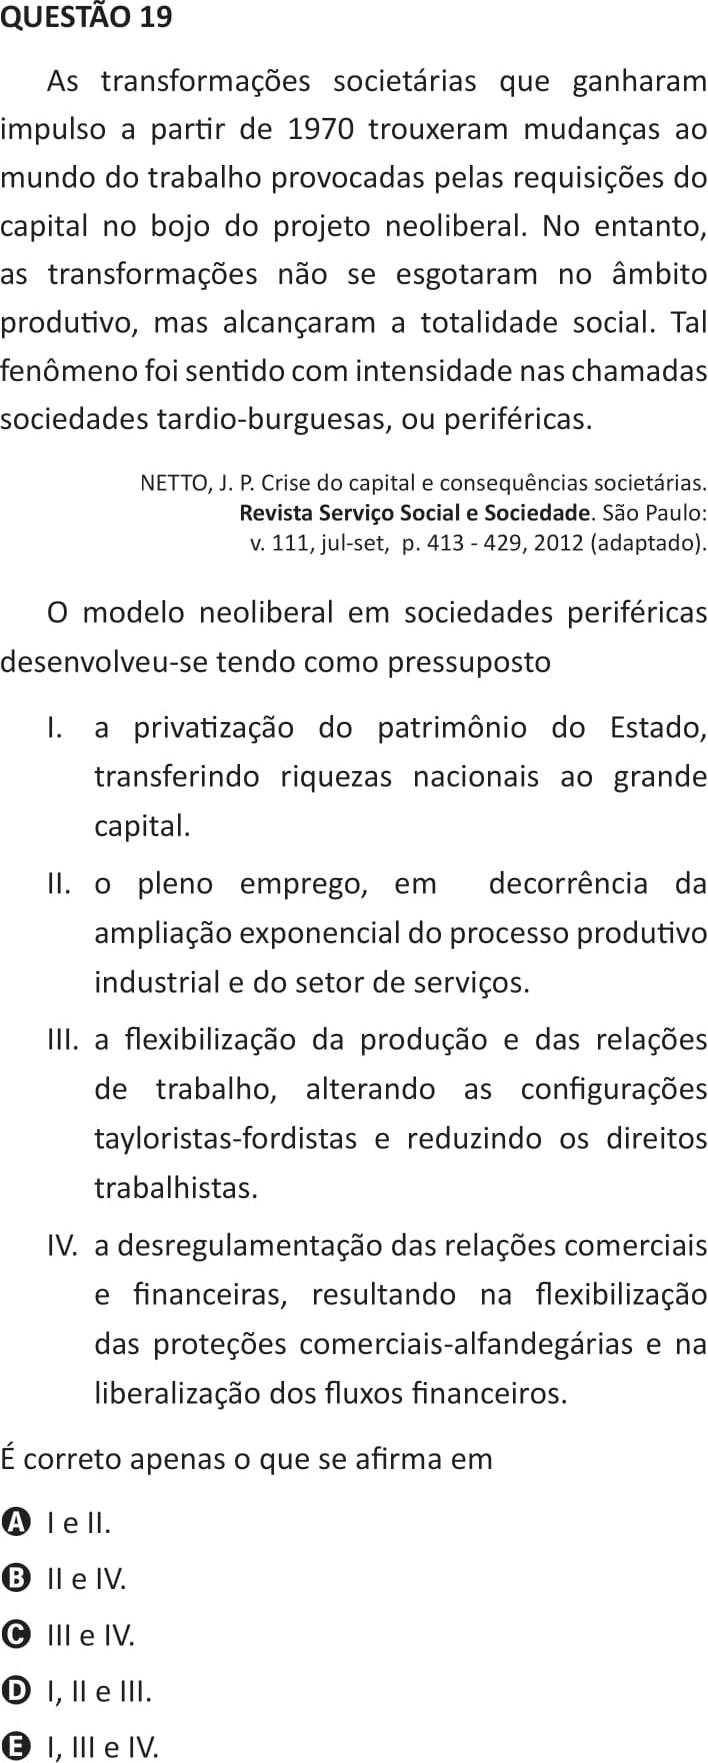 QUESTÃO 19
As transformações societárias que ganharam
impulso a partir de 1970 trouxeram mudanças ao
mundo do trabalho provocadas pelas requisições do
capital no bojo do projeto neoliberal. No entanto,
as transformações não se esgotaram no âmbito
produtivo, mas alcançaram a totalidade social. Tal
fenômeno foi sentido com intensidade nas chamadas
sociedades tardio-burguesas, ou periféricas.
NETTO, J. P. Crise do capital e consequências societárias.
Revista Serviço Social e Sociedade. São Paulo:
v. 111, jul-set, p. 413 - 429, 2012 (adaptado).
O modelo neoliberal em sociedades periféricas
desenvolveu-se tendo como pressuposto
I. a privatização do patrimônio do Estado,
transferindo riquezas nacionais ao grande
capital.
II. o pleno emprego, em decorrência da
ampliação exponencial do processo produtivo
industrial e do setor de serviços.
III. a flexibilização da produção e das relações
de trabalho, alterando as configurações
tayloristas-fordistas e reduzindo os direitos
trabalhistas.
IV. a desregulamentação das relações comerciais
e financeiras, resultando na flexibilização
das proteções comerciais-alfandegárias e na
liberalização dos fluxos financeiros.
É correto apenas o que se afirma em
A I e II.
B II e IV.
C III e IV.
D I, II e III.
E I, III e IV.